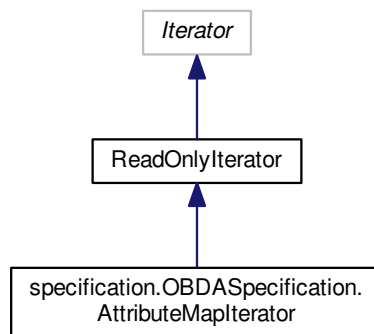 Iterator
ReadOnlyIterator
specification.OBDASpecification.
AttributeMapIterator